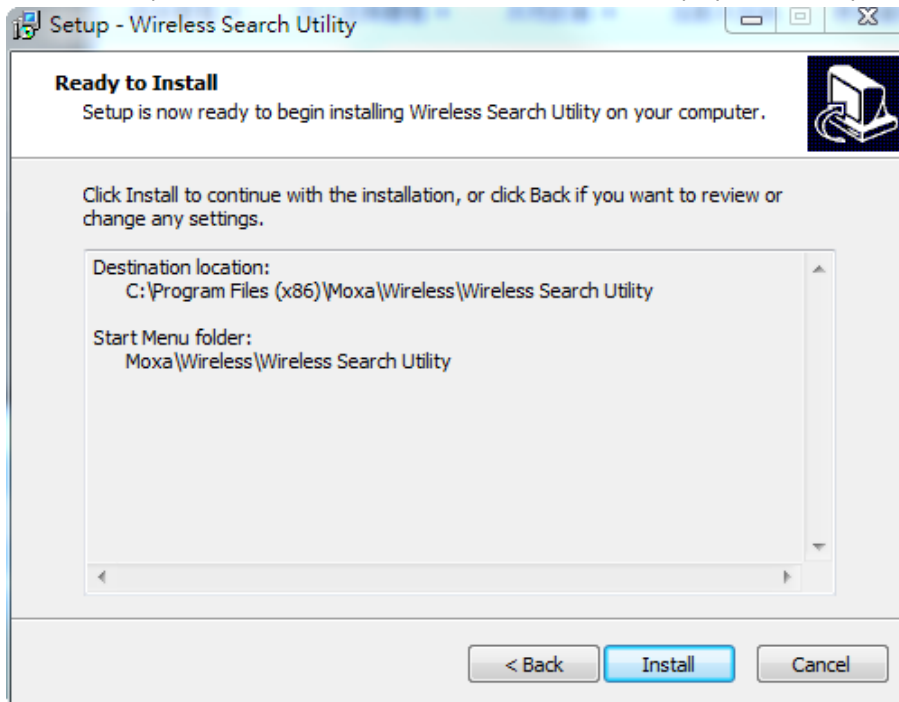 Setup - Wireless Search Utility
Ready to Install
Setup is now ready to begin installing Wireless Search Utility on your computer.
Click Install to continue with the installation, or click Back if you want to review or
change any settings.
Destination location:
C:\Program Files (x86)\Moxa\Wireless\Wireless Search Utility
Start Menu folder:
Moxa\Wireless\Wireless Search Utility
< Back
Install
Cancel